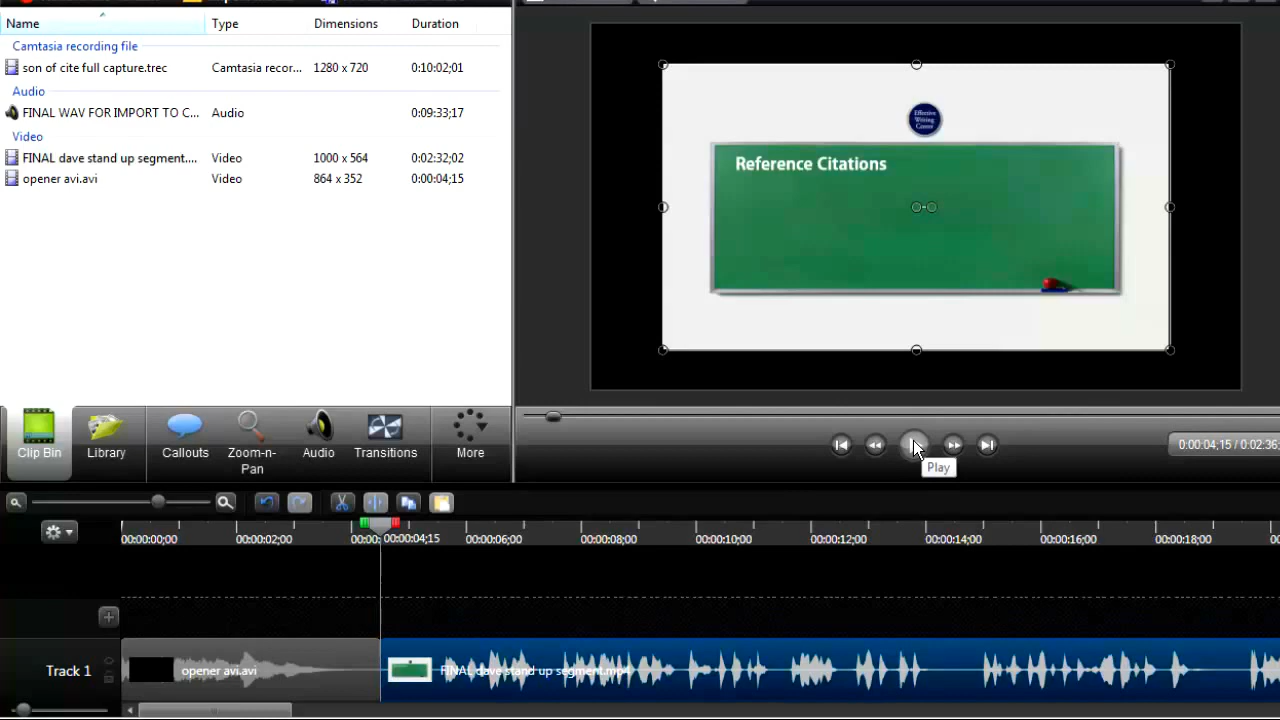 Name Type Dimensions Duration
Camtasia recording file
son of cite full capture.trec Camtasia recor... 1280 x 720 0:10:02;01
Audio
FINAL WAV FOR IMPORT TO C... Audio 0:09:33;17
Video
FINAL dave stand up segment.... Video 1000 x 564 0:02:32;02
opener avi.avi Video 864 x 352 0:00:04;15
Effective
Writing
Center
Reference Citations
Clip Bin Library Callouts Zoom-n-Pan Audio Transitions More
0:00:04;15 / 0:02:36;
Play
00:00:00;00 00:00:02;00 00:00: 00:00:04;15 00:00:06;00 00:00:08;00 00:00:10;00 00:00:12;00 00:00:14;00 00:00:16;00 00:00:18;00
Track 1 opener avi.avi FINAL dave stand up segment.mp4